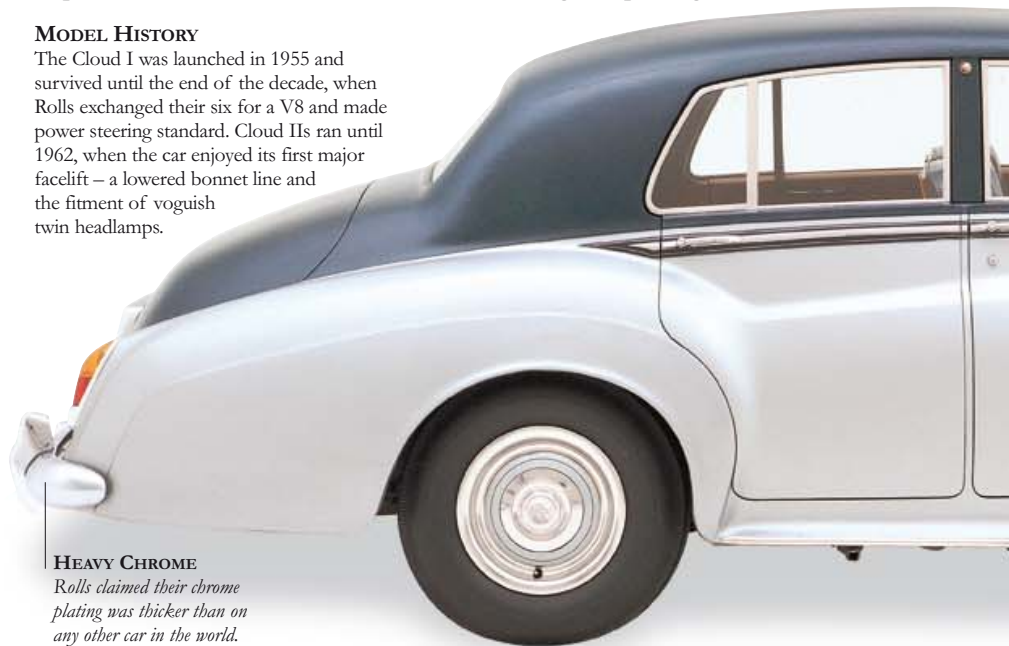 MODEL HISTORY
The Cloud I was launched in 1955 and
survived until the end of the decade, when
Rolls exchanged their six for a V8 and made
power steering standard. Cloud IIs ran until
1962, when the car enjoyed its first major
facelift – a lowered bonnet line and
the fitment of voguish
twin headlamps.
HEAVY CHROME
Rolls claimed their chrome
plating was thicker than on
any other car in the world.